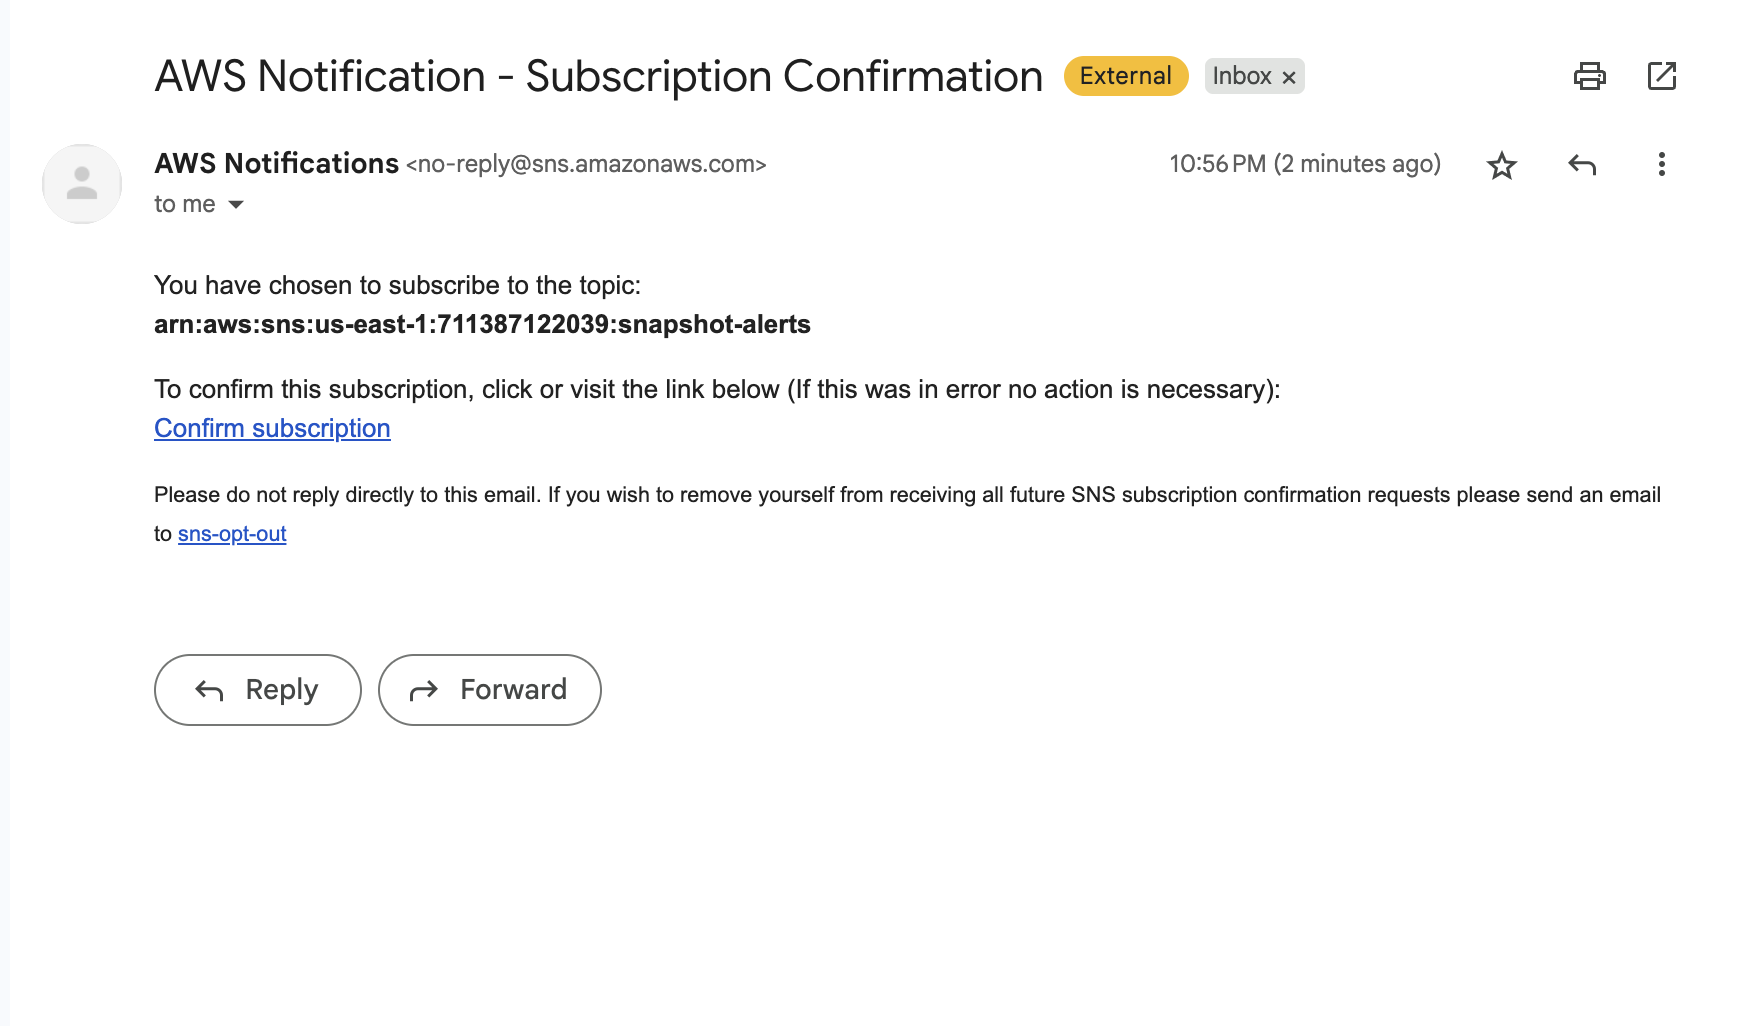 AWS Notification - Subscription Confirmation External Inbox ×
AWS Notifications <no-reply@sns.amazonaws.com> 10:56 PM (2 minutes ago)
to me
You have chosen to subscribe to the topic:
arn:aws:sns:us-east-1:711387122039:snapshot-alerts
To confirm this subscription, click or visit the link below (If this was in error no action is necessary):
Confirm subscription
Please do not reply directly to this email. If you wish to remove yourself from receiving all future SNS subscription confirmation requests please send an email
to sns-opt-out
Reply Forward